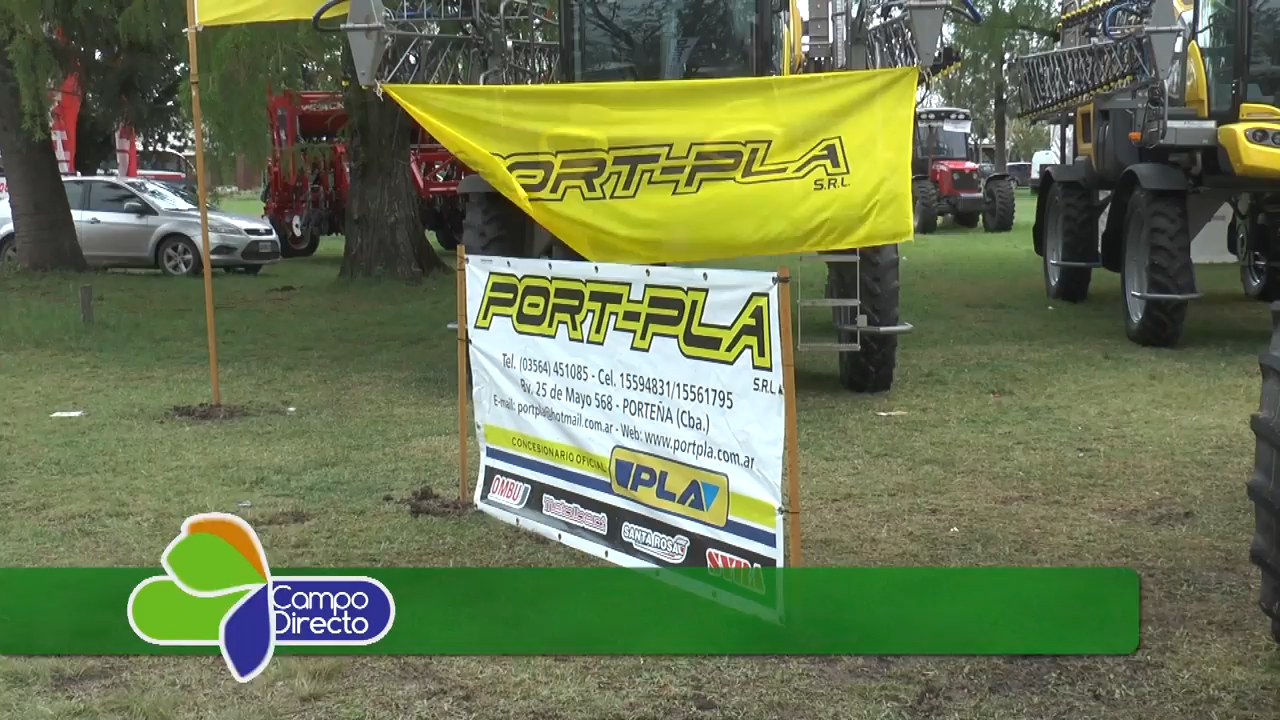 PORT-PLA
S.R.L.
PORT-PLA
S.R.L.
Tel. (03564) 451085 - Cel. 15594831/15561795
Bv. 25 de Mayo 568 - PORTEÑA (Cba.)
E-mail: portpla@hotmail.com.ar - Web: www.portpla.com.ar
CONCESIONARIO OFICIAL
PLA
OMBU
SANTA ROSA
Campo
Directo